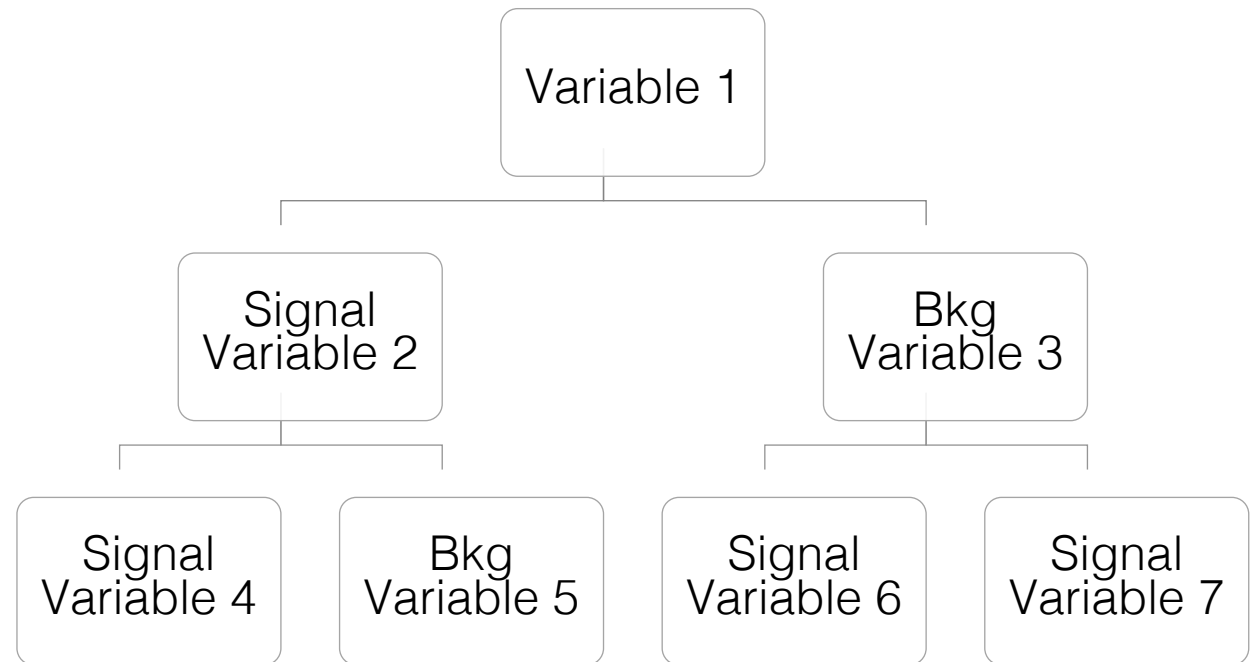 Variable 1
Signal
Variable 2
Bkg
Variable 3
Signal
Variable 4
Bkg
Variable 5
Signal
Variable 6
Signal
Variable 7